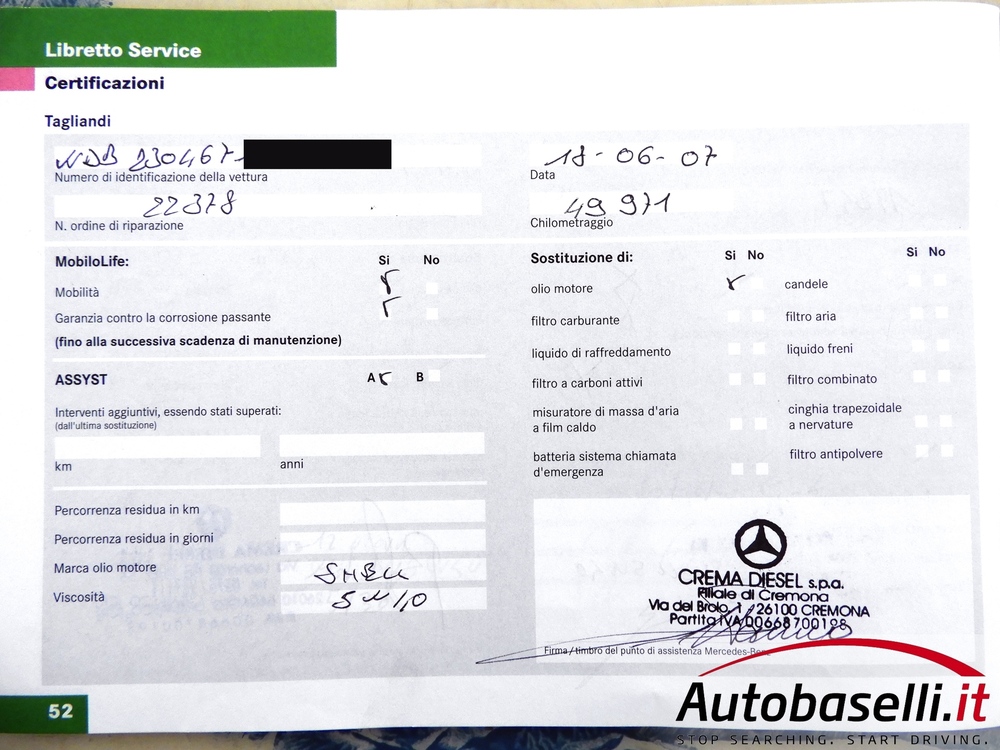 Libretto Service
Certificazioni
Tagliandi
WDB 230467-
Numero di identificazione della vettura
18-06-07
Data
22378
N. ordine di riparazione
49 971
Chilometraggio
MobiloLife: Si No
Mobilità
Garanzia contro la corrosione passante
(fino alla successiva scadenza di manutenzione)
ASSYST A B
Interventi aggiuntivi, essendo stati superati:
(dall'ultima sostituzione)
km anni
Percorrenza residua in km
Percorrenza residua in giorni
Marca olio motore SHELL
Viscosità 5W/10
Sostituzione di: Si No Si No
olio motore candele
filtro carburante filtro aria
liquido di raffreddamento liquido freni
filtro a carboni attivi filtro combinato
misuratore di massa d'aria cinghia trapezoidale
a film caldo a nervature
batteria sistema chiamata filtro antipolvere
d'emergenza
CREMA DIESEL s.p.a.
Filiale di Cremona
Via del Brolo, 1 / 26100 CREMONA
Partita IVA 00668700198
Firma/timbro del punto di assistenza Mercedes-Benz
52
Autobaselli.it
STOP SEARCHING. START DRIVING.